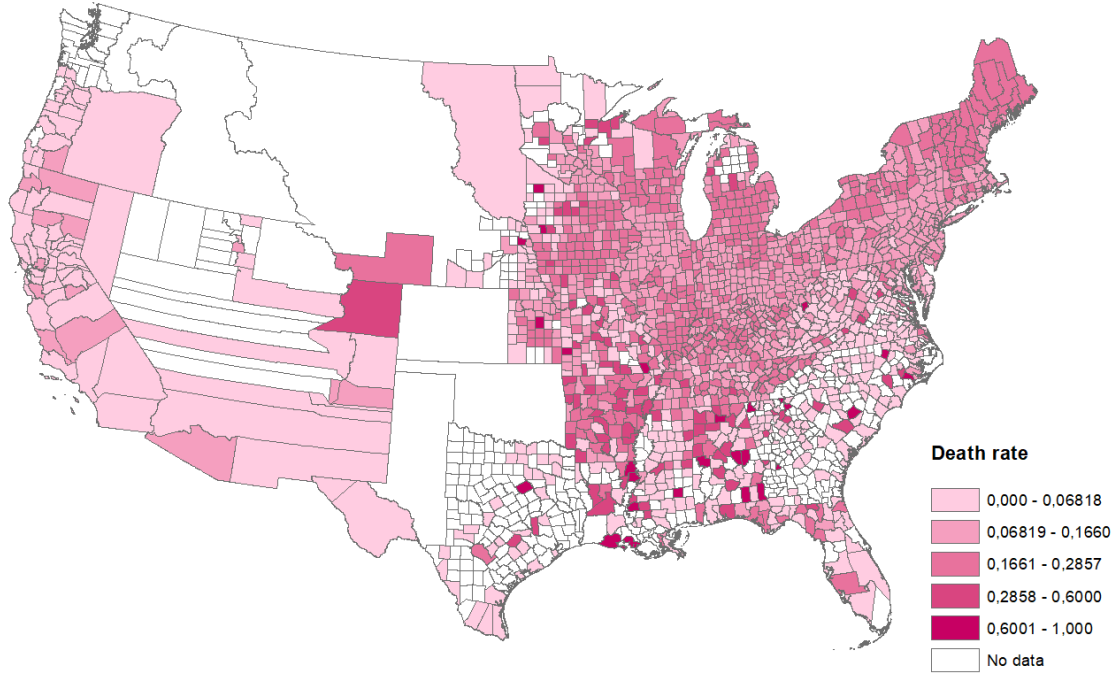 Death rate
0,000 - 0,06818
0,06819 - 0,1660
0,1661 - 0,2857
0,2858 - 0,6000
0,6001 - 1,000
No data